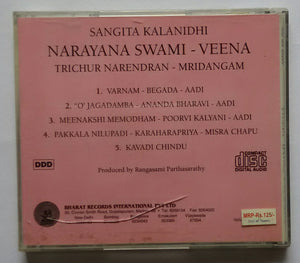 SANGITA KALANIDHI
NARAYANA SWAMI - VEENA
TRICHUR NARENDRAN - MRIDANGAM
1. VARNAM - BEGADA - AADI
2. "O' JAGADAMBA - ANANDA BHARAVI - AADI
3. MEENAKSHI MEMODHAM - POORVI KALYANI - AADI
4. PAKKALA NILUPADI - KARAHARAPRIYA - MISRA CHAPU
5. KAVADI CHINDU
DDD
COMPACT
disc
DIGITAL AUDIO
Produced by Rangasami Parthasarathy
BHARAT RECORDS INTERNATIONAL PVT LTD
MRP-Rs.125/-